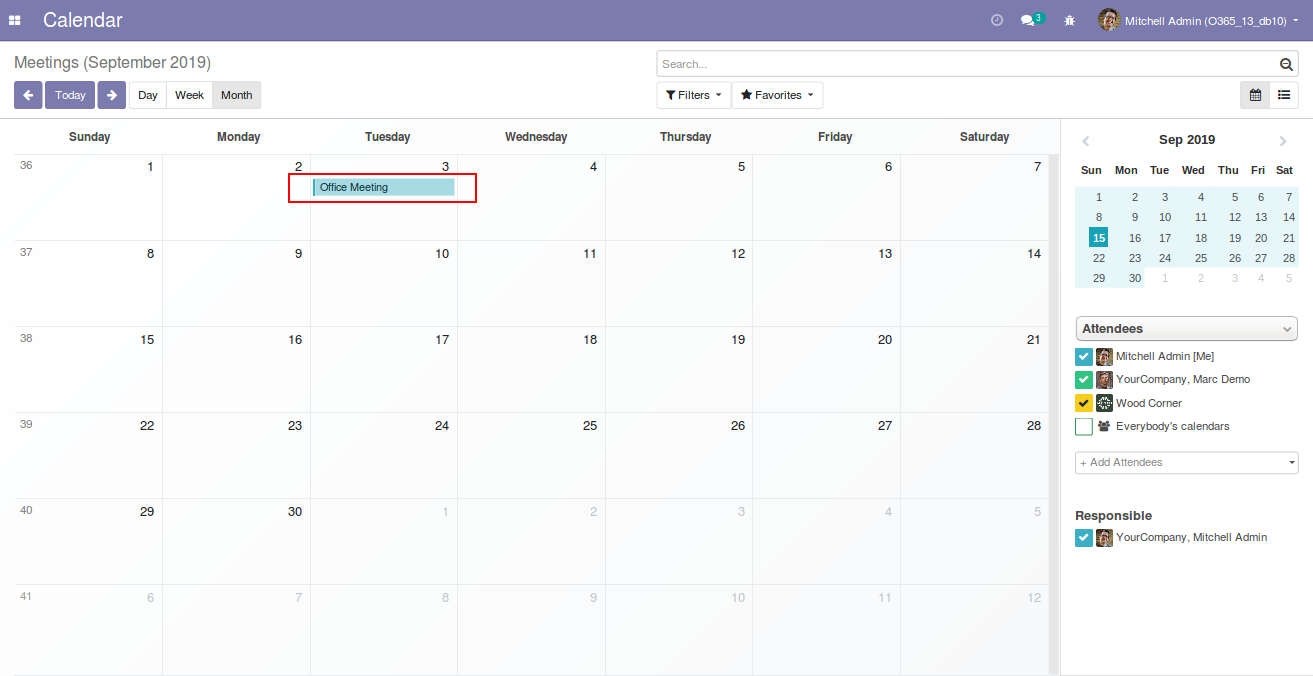 Calendar
3
Mitchell Admin (O365_13_db10)
Meetings (September 2019)
Search...
Today
Day Week Month
Filters
Favorites
Sunday Monday Tuesday Wednesday Thursday Friday Saturday
36 1 2 3 4 5 6 7
Office Meeting
37 8 9 10 11 12 13 14
38 15 16 17 18 19 20 21
39 22 23 24 25 26 27 28
40 29 30 1 2 3 4 5
41 6 7 8 9 10 11 12
Sep 2019
Sun Mon Tue Wed Thu Fri Sat
1 2 3 4 5 6 7
8 9 10 11 12 13 14
15 16 17 18 19 20 21
22 23 24 25 26 27 28
29 30 1 2 3 4 5
Attendees
Mitchell Admin [Me]
YourCompany, Marc Demo
Wood Corner
Everybody's calendars
+ Add Attendees
Responsible
YourCompany, Mitchell Admin